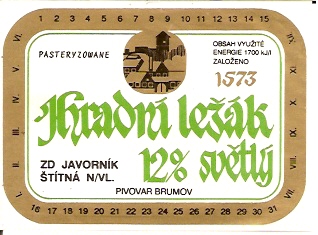 1 2 3 4 5 6 7 8 9 10 11 12 13 14 15
PASTERYZOWANE
OBSAH VYUŽITÉ
ENERGIE 1700 kJ/l
ZALOŽENO
1573
Hradní ležák
12% světlý
ZD JAVORNÍK
ŠTÍTNÁ N/VL.
PIVOVAR BRUMOV
16 17 18 19 20 21 22 23 24 25 26 27 28 29 30 31
I. II. III. IV. V. VI.
VII. VIII. IX. X. XI. XII.